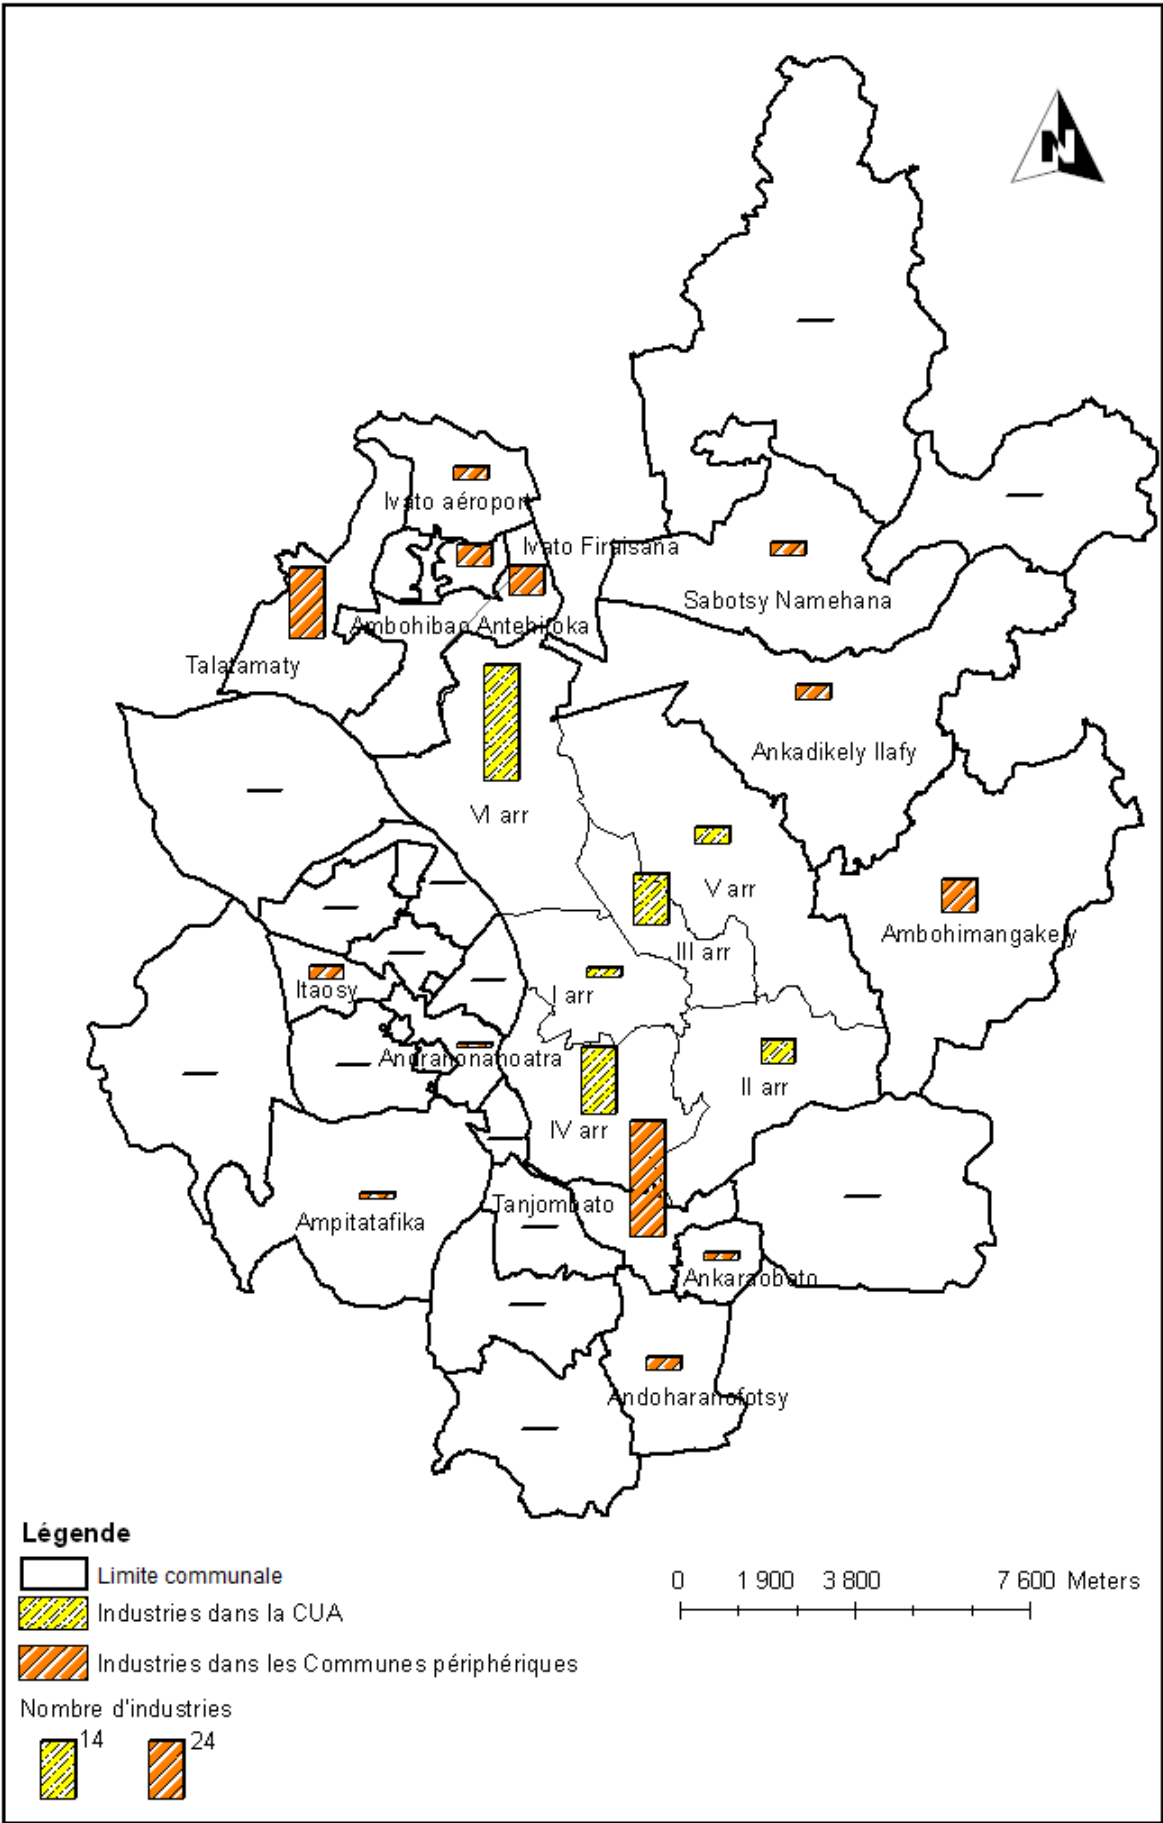 N
Ivato aéroport
Ivato Firaisana
Sabotsy Namehana
Ambohibao Antehiroka
Talatamaty
Ankadikely Ilafy
VI arr
V arr
Ambohimangakely
III arr
Itaosy
I arr
Andranonahoatra
II arr
IV arr
Tanjombato
Ampitatafika
Ankaraobato
Andoharanofotsy
Légende
Limite communale
0 1 900 3 800 7 600 Meters
Industries dans la CUA
Industries dans les Communes périphériques
Nombre d'industries
14 24